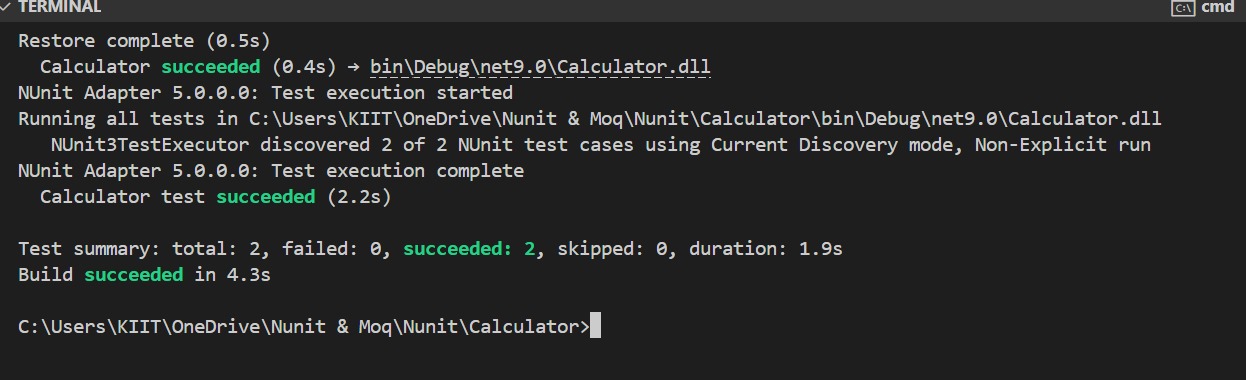 TERMINAL
cmd
Restore complete (0.5s)
Calculator succeeded (0.4s) → bin\Debug\net9.0\Calculator.dll
NUnit Adapter 5.0.0.0: Test execution started
Running all tests in C:\Users\KIIT\OneDrive\Nunit & Moq\Nunit\Calculator\bin\Debug\net9.0\Calculator.dll
NUnit3TestExecutor discovered 2 of 2 NUnit test cases using Current Discovery mode, Non-Explicit run
NUnit Adapter 5.0.0.0: Test execution complete
Calculator test succeeded (2.2s)
Test summary: total: 2, failed: 0, succeeded: 2, skipped: 0, duration: 1.9s
Build succeeded in 4.3s
C:\Users\KIIT\OneDrive\Nunit & Moq\Nunit\Calculator>